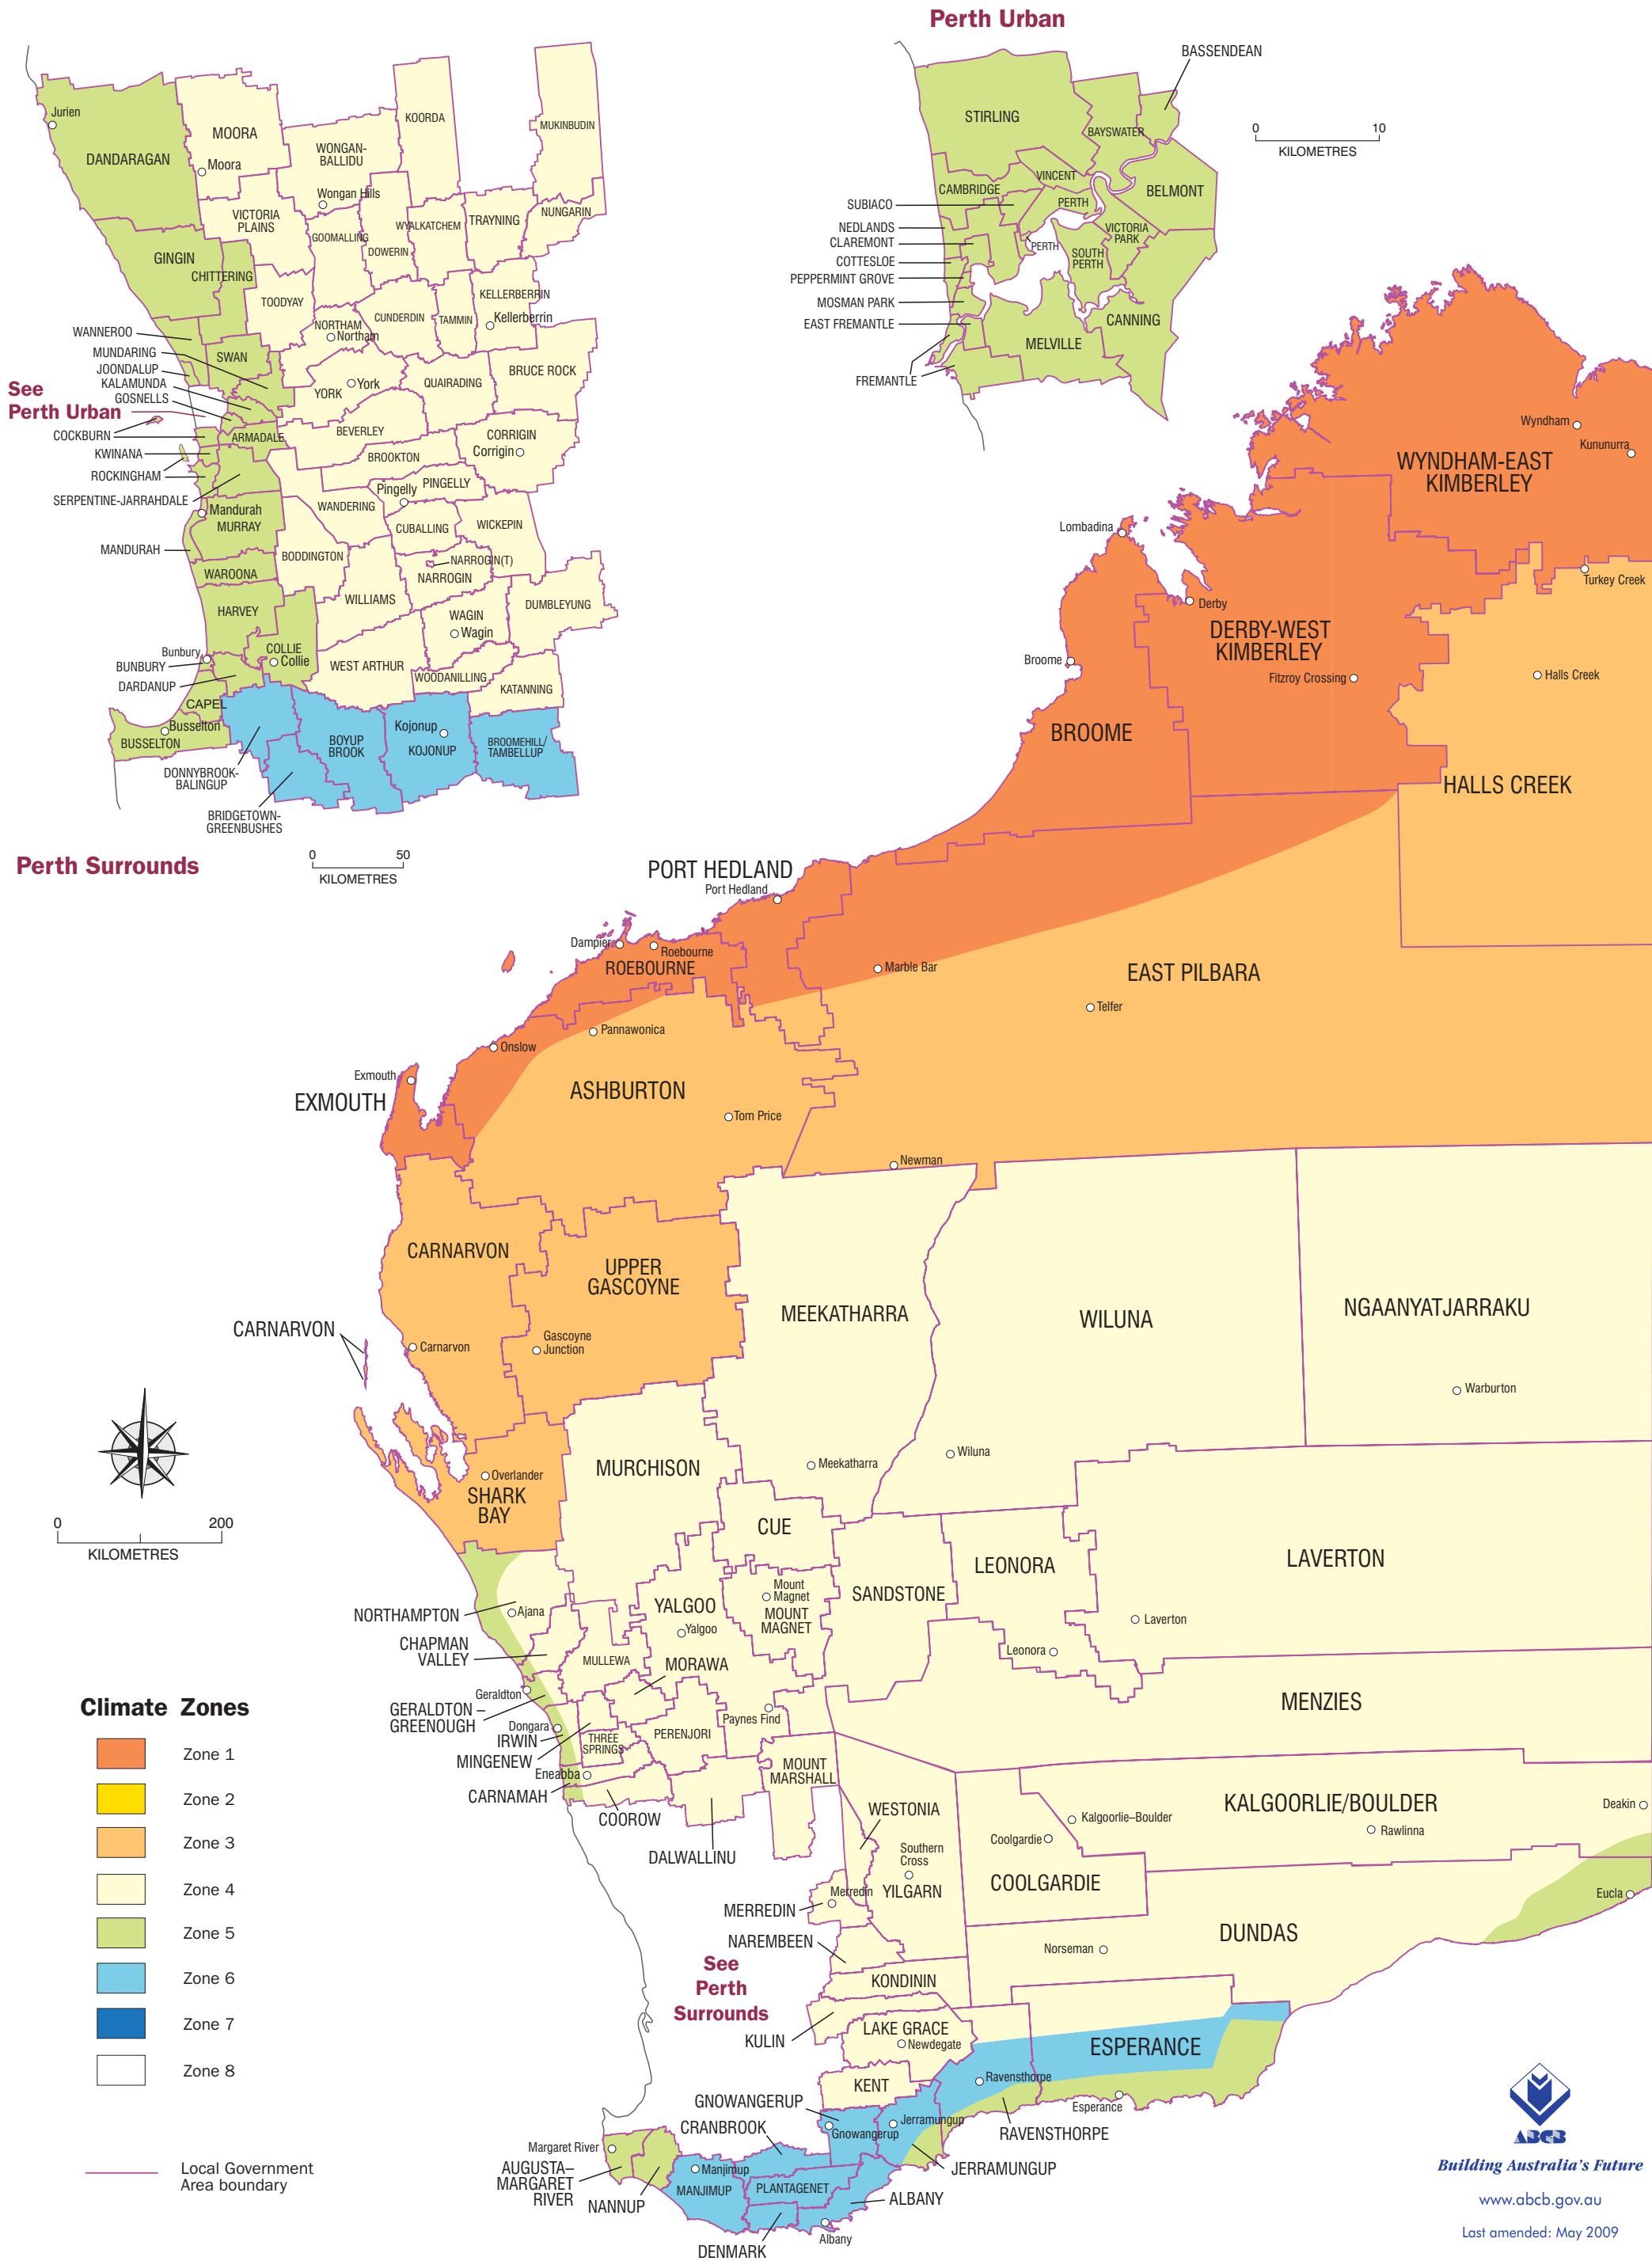 Perth Urban
BASSENDEAN
STIRLING
BAYSWATER
0 10
KILOMETRES
VINCENT
CAMBRIDGE
BELMONT
SUBIACO
PERTH
NEDLANDS
VICTORIA
PARK
CLAREMONT
PERTH
COTTESLOE
SOUTH
PERTH
PEPPERMINT GROVE
MOSMAN PARK
EAST FREMANTLE
CANNING
MELVILLE
FREMANTLE
Jurien
DANDARAGAN
MOORA
Moora
KOORDA
MUKINBUDIN
WONGAN-
BALLIDU
Wongan Hills
VICTORIA
PLAINS
GOOMALLING
DOWERIN
WYALKATCHEM
TRAYNING
NUNGARIN
GINGIN
CHITTERING
TOODYAY
NORTHAM
Northam
CUNDERDIN
TAMMIN
KELLERBERRIN
Kellerberrin
WANNEROO
MUNDARING
SWAN
JOONDALUP
KALAMUNDA
GOSNELLS
See
Perth Urban
YORK
York
QUAIRADING
BRUCE ROCK
COCKBURN
ARMADALE
BEVERLEY
CORRIGIN
Corrigin
KWINANA
BROOKTON
ROCKINGHAM
Pingelly
PINGELLY
SERPENTINE-JARRAHDALE
Mandurah
MURRAY
WANDERING
CUBALLING
WICKEPIN
MANDURAH
BODDINGTON
NARROGIN(T)
NARROGIN
WAROONA
HARVEY
WILLIAMS
WAGIN
Wagin
DUMBLEYUNG
Bunbury
BUNBURY
COLLIE
Collie
WEST ARTHUR
WOODANILLING
KATANNING
DARDANUP
CAPEL
Busselton
BUSSELTON
BOYUP
BROOK
Kojonup
KOJONUP
BROOMEHILL/
TAMBELLUP
DONNYBROOK-
BALINGUP
BRIDGETOWN-
GREENBUSHES
Perth Surrounds
0 50
KILOMETRES
Wyndham
Kununurra
WYNDHAM-EAST
KIMBERLEY
Lombadina
Turkey Creek
Derby
DERBY-WEST
KIMBERLEY
Broome
Fitzroy Crossing
Halls Creek
BROOME
HALLS CREEK
PORT HEDLAND
Port Hedland
Dampier
Roebourne
ROEBOURNE
Marble Bar
EAST PILBARA
Telfer
Pannawonica
Onslow
Exmouth
EXMOUTH
ASHBURTON
Tom Price
Newman
CARNARVON
UPPER
GASCOYNE
MEEKATHARRA
WILUNA
NGAANYATJARRAKU
CARNARVON
Carnarvon
Gascoyne
Junction
Warburton
Wiluna
Meekatharra
MURCHISON
Overlander
SHARK
BAY
0 200
KILOMETRES
CUE
LEONORA
LAVERTON
SANDSTONE
Mount
Magnet
MOUNT
MAGNET
YALGOO
Yalgoo
NORTHAMPTON
Ajana
Laverton
CHAPMAN
VALLEY
MULLEWA
MORAWA
Leonora
Geraldton
GERALDTON –
GREENOUGH
MENZIES
Dongara
IRWIN
Paynes Find
PERENJORI
MINGENEW
THREE
SPRINGS
Eneabba
MOUNT
MARSHALL
CARNAMAH
COOROW
DALWALLINU
WESTONIA
Kalgoorlie–Boulder
KALGOORLIE/BOULDER
Deakin
Coolgardie
Rawlinna
Southern
Cross
YILGARN
COOLGARDIE
Merredin
MERREDIN
Eucla
NAREMBEEN
DUNDAS
Norseman
See
Perth
Surrounds
KONDININ
KULIN
LAKE GRACE
Newdegate
ESPERANCE
KENT
Ravensthorpe
Esperance
GNOWANGERUP
Jerramungup
Gnowangerup
RAVENSTHORPE
CRANBROOK
JERRAMUNGUP
Margaret River
Manjimup
MANJIMUP
PLANTAGENET
AUGUSTA–
MARGARET
RIVER
NANNUP
ALBANY
Albany
DENMARK
Climate Zones
Zone 1
Zone 2
Zone 3
Zone 4
Zone 5
Zone 6
Zone 7
Zone 8
Local Government
Area boundary
ABCB
Building Australia's Future
www.abcb.gov.au
Last amended: May 2009